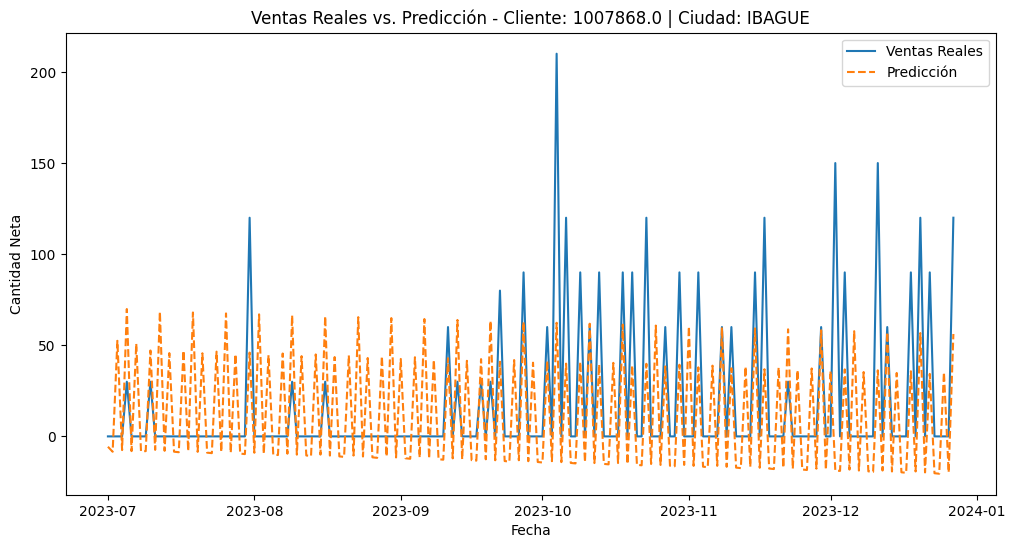 Ventas Reales vs. Predicción - Cliente: 1007868.0 | Ciudad: IBAGUE
Ventas Reales
Predicción
Cantidad Neta
200
150
100
50
0
2023-07
2023-08
2023-09
2023-10
2023-11
2023-12
2024-01
Fecha